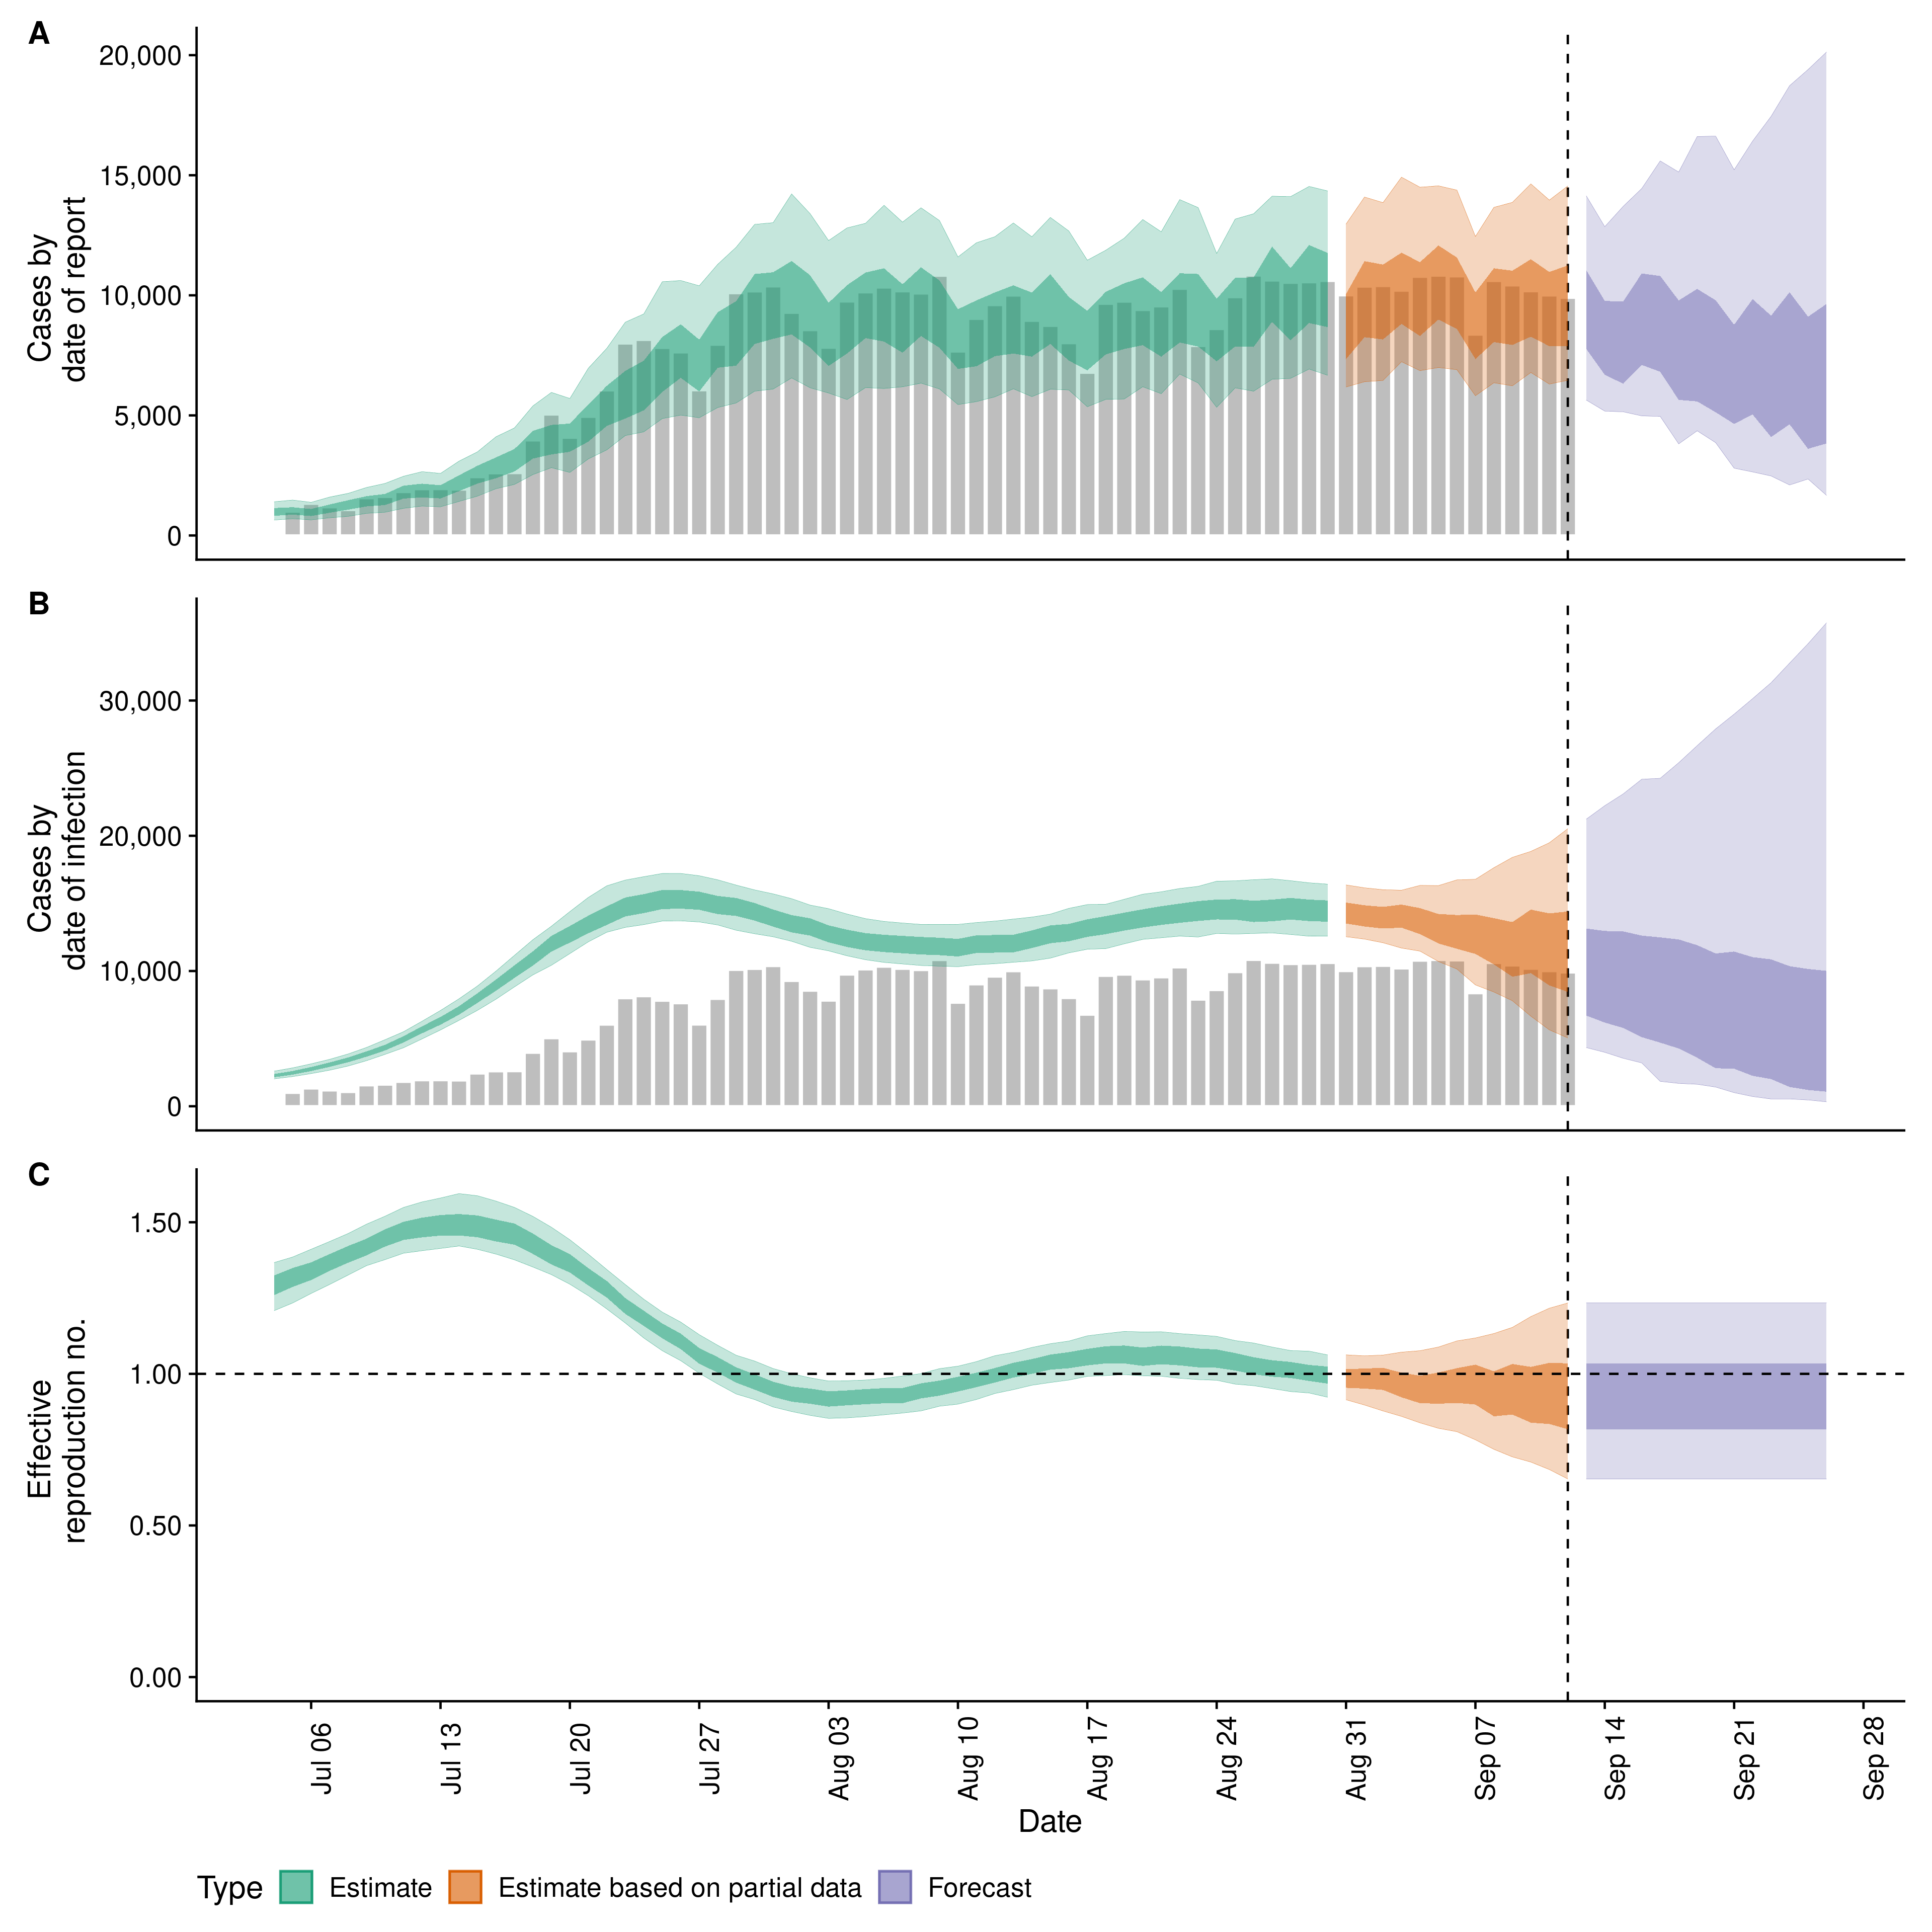 A
20,000
15,000
10,000
5,000
0
Cases by
date of report
B
30,000
20,000
10,000
0
Cases by
date of infection
C
1.50
1.00
0.50
0.00
Effective
reproduction no.
Jul 06
Jul 13
Jul 20
Jul 27
Aug 03
Aug 10
Aug 17
Aug 24
Aug 31
Sep 07
Sep 14
Sep 21
Sep 28
Date
Type Estimate Estimate based on partial data Forecast